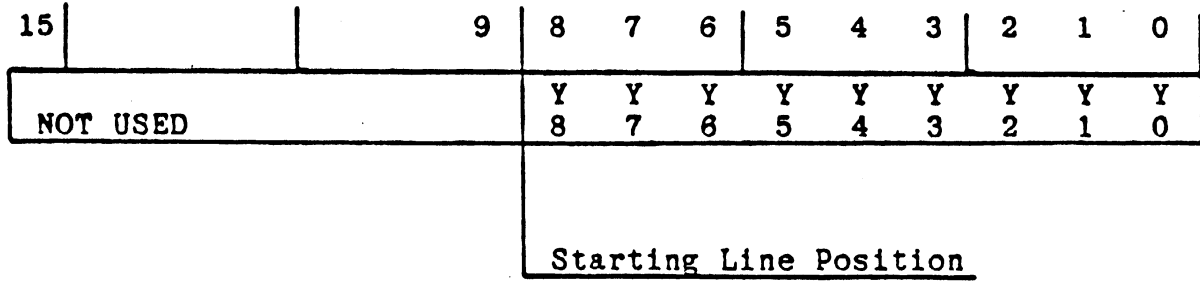 15 9 8 7 6 5 4 3 2 1 0
Y Y Y Y Y Y Y Y Y
NOT USED 8 7 6 5 4 3 2 1 0
Starting Line Position